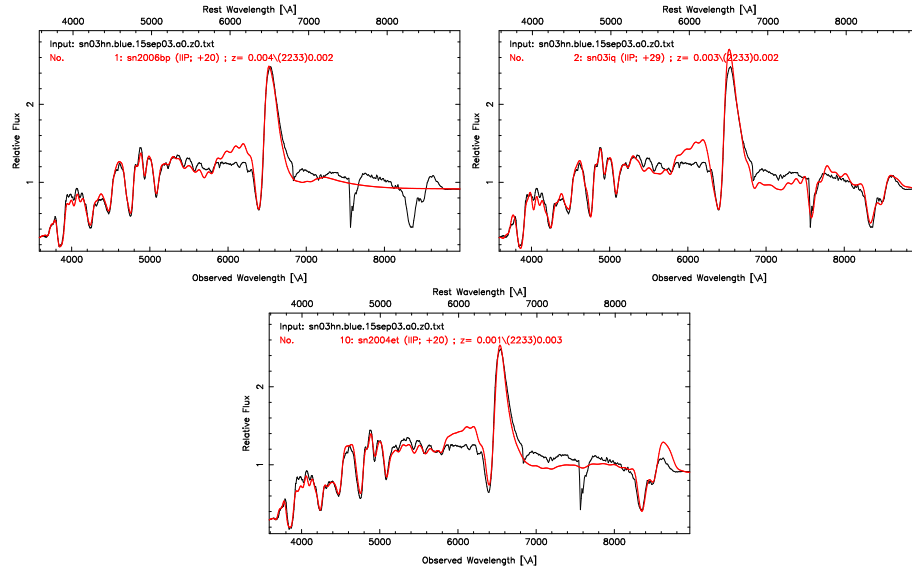 Rest Wavelength [\A]
4000 5000 6000 7000 8000
Input: sn03hn.blue.15sep03.a0.z0.txt
No. 1: sn2006bp (IIP; +20) ; z= 0.004\(2233)0.002
Relative Flux
2
1
4000 5000 6000 7000 8000
Observed Wavelength [\A]
Rest Wavelength [\A]
4000 5000 6000 7000 8000
Input: sn03hn.blue.15sep03.a0.z0.txt
No. 2: sn03iq (IIP; +29) ; z= 0.003\(2233)0.002
Relative Flux
2
1
4000 5000 6000 7000 8000
Observed Wavelength [\A]
Rest Wavelength [\A]
4000 5000 6000 7000 8000
Input: sn03hn.blue.15sep03.a0.z0.txt
No. 10: sn2004et (IIP; +20) ; z= 0.001\(2233)0.003
Relative Flux
2
1
4000 5000 6000 7000 8000
Observed Wavelength [\A]